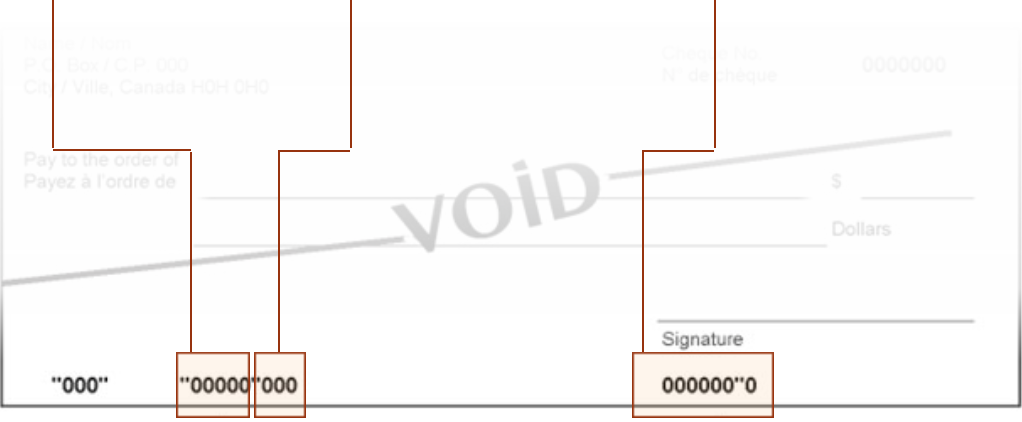 Name / Nom
P.O. Box / C.P. 000
City / Ville, Canada H0H 0H0
Cheque No.
N° de chèque
0000000
Pay to the order of
Payez à l'ordre de
VOiD
$
Dollars
Signature
"000" "00000"000 000000"0